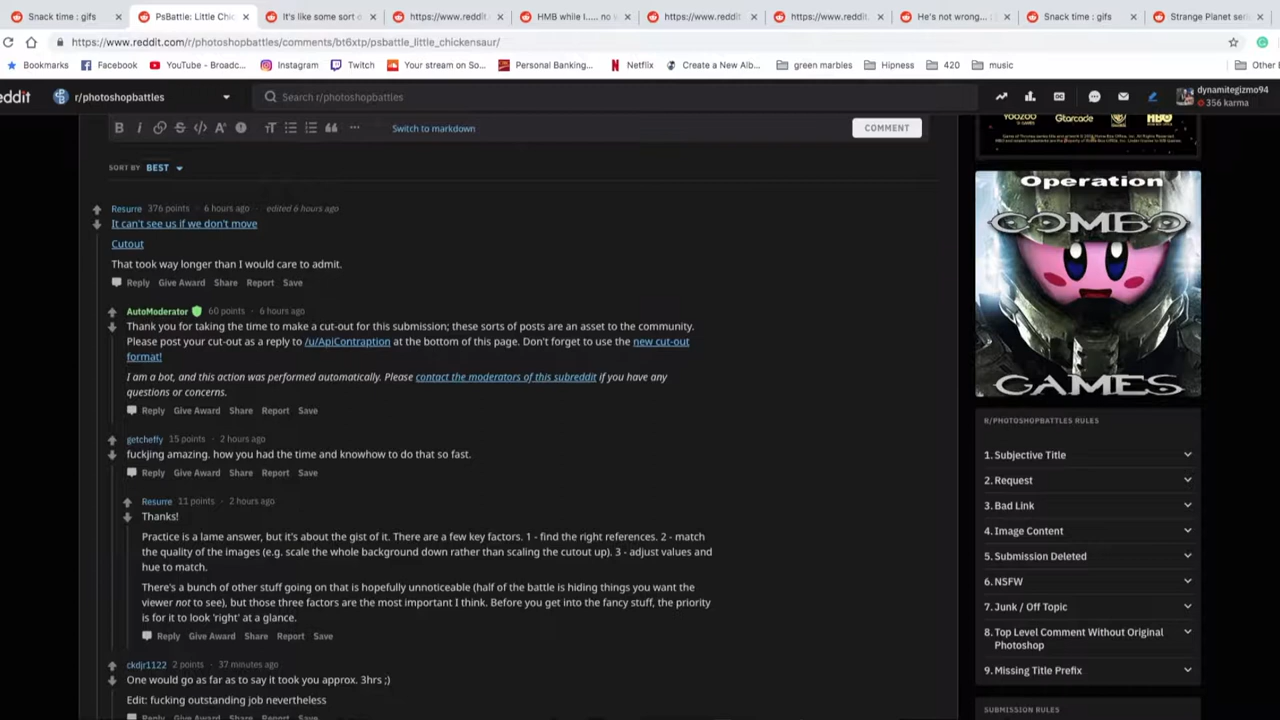 Snack time : gifs
PsBattle: Little Chic
It's like some sort o
https://www.reddit.
HMB while I..... no
https://www.reddit.
https://www.reddit.
He's not wrong...
Snack time : gifs
Strange Planet seri
https://www.reddit.com/r/photoshopbattles/comments/bt6xtp/psbattle_little_chickensaur/
Bookmarks Facebook YouTube - Broadc... Instagram Twitch Your stream on So... Personal Banking... Netflix Create a New Alb... green marbles Hipness 420 music Other
eddit r/photoshopbattles Search r/photoshopbattles
dynamitegizmo94
356 karma
Switch to markdown COMMENT
YOOZOO GTarcade HBO
SORT BY BEST
Resurre 376 points · 6 hours ago · edited 6 hours ago
It can't see us if we don't move
Cutout
That took way longer than I would care to admit.
Reply Give Award Share Report Save
AutoModerator 60 points · 6 hours ago
Thank you for taking the time to make a cut-out for this submission; these sorts of posts are an asset to the community.
Please post your cut-out as a reply to /u/ApiContraption at the bottom of this page. Don't forget to use the new cut-out
format!
I am a bot, and this action was performed automatically. Please contact the moderators of this subreddit if you have any
questions or concerns.
Reply Give Award Share Report Save
getcheffy 15 points · 2 hours ago
fuckjing amazing. how you had the time and knowhow to do that so fast.
Reply Give Award Share Report Save
Resurre 11 points · 2 hours ago
Thanks!
Practice is a lame answer, but it's about the gist of it. There are a few key factors. 1 - find the right references. 2 - match
the quality of the images (e.g. scale the whole background down rather than scaling the cutout up). 3 - adjust values and
hue to match.
There's a bunch of other stuff going on that is hopefully unnoticeable (half of the battle is hiding things you want the
viewer not to see), but those three factors are the most important I think. Before you get into the fancy stuff, the priority
is for it to look 'right' at a glance.
Reply Give Award Share Report Save
ckdjr1122 2 points · 37 minutes ago
One would go as far as to say it took you approx. 3hrs ;)
Edit: fucking outstanding job nevertheless
Reply Give Award Share Report Save
Operation
COMBO
GAMES
R/PHOTOSHOPBATTLES RULES
1. Subjective Title
2. Request
3. Bad Link
4. Image Content
5. Submission Deleted
6. NSFW
7. Junk / Off Topic
8. Top Level Comment Without Original
Photoshop
9. Missing Title Prefix
SUBMISSION RULES